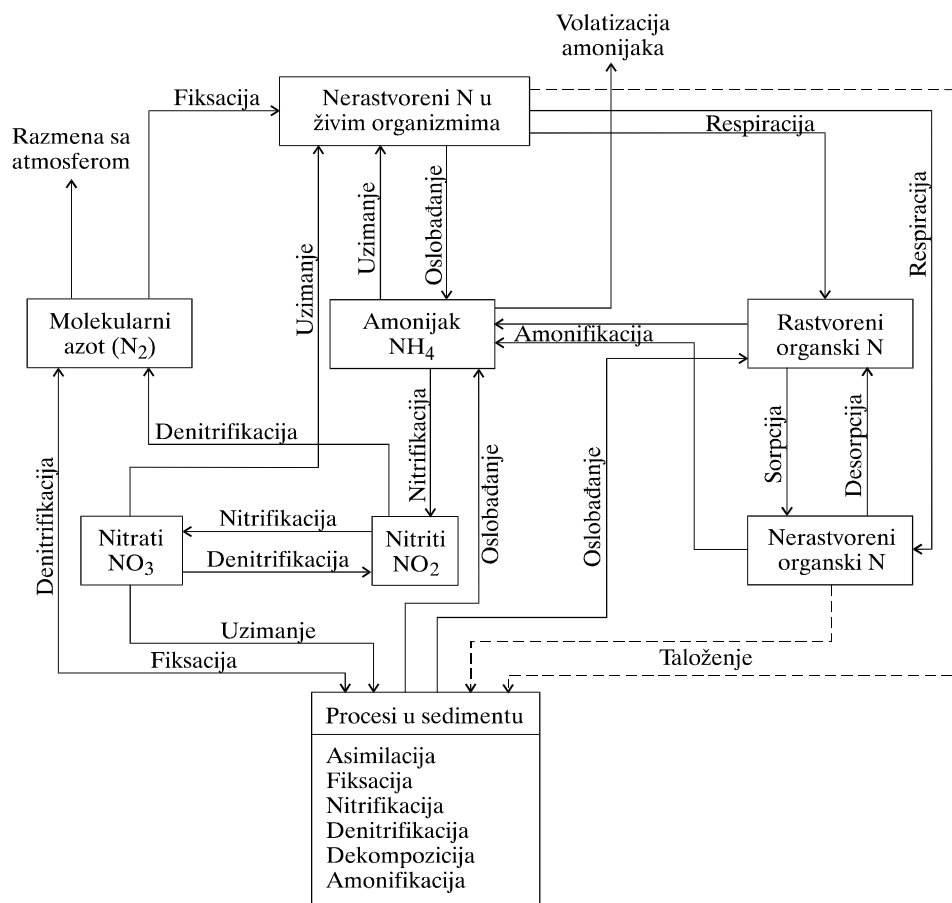 Volatizacija
amonijaka
Fiksacija
Nerastvoreni N u
živim organizmima
Respiracija
Razmena sa
atmosferom
Respiracija
Uzimanje
Uzimanje
Oslobađanje
Molekularni
azot (N2)
Amonijak
NH4
Amonifikacija
Rastvoreni
organski N
Denitrifikacija
Nitrifikacija
Oslobađanje
Oslobađanje
Sorpcija
Desorpcija
Denitrifikacija
Nitrati
NO3
Nitrifikacija
Denitrifikacija
Nitriti
NO2
Nerastvoreni
organski N
Uzimanje
Fiksacija
Taloženje
Procesi u sedimentu
Asimilacija
Fiksacija
Nitrifikacija
Denitrifikacija
Dekompozicija
Amonifikacija